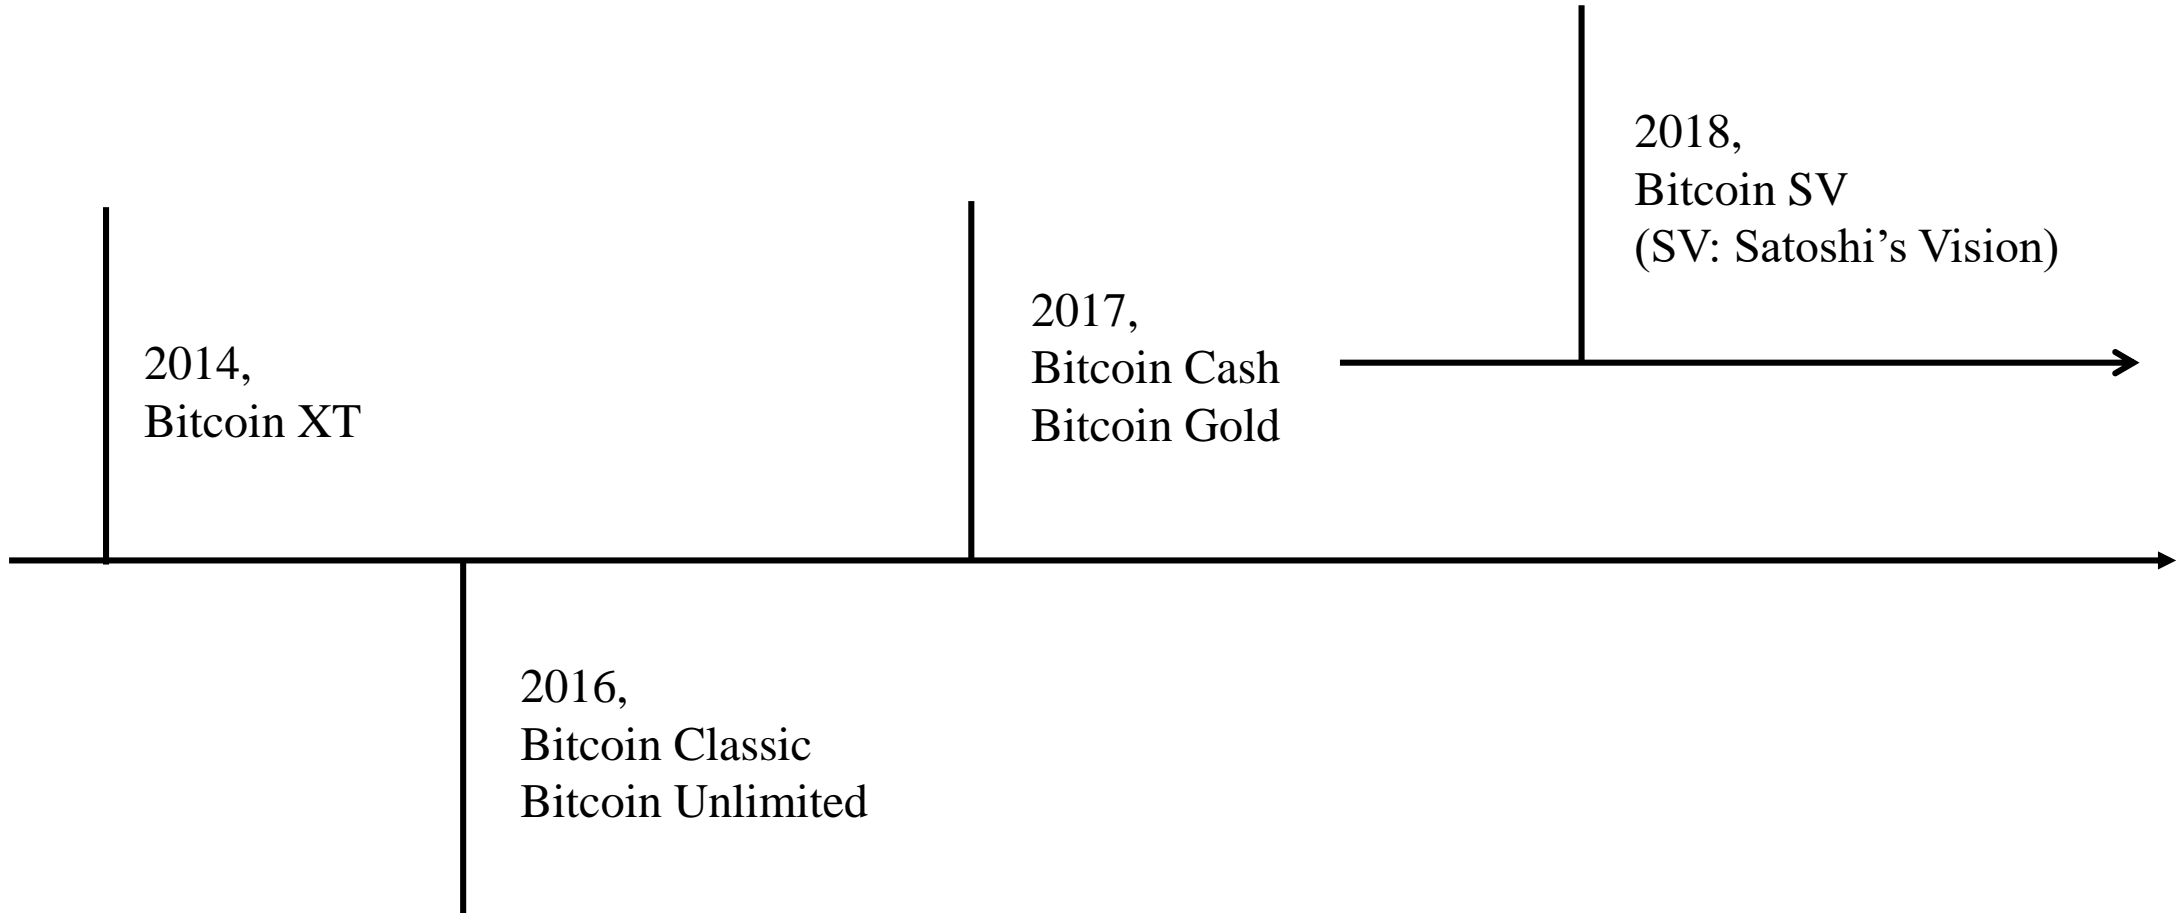 2014,
Bitcoin XT
2016,
Bitcoin Classic
Bitcoin Unlimited
2017,
Bitcoin Cash
Bitcoin Gold
2018,
Bitcoin SV
(SV: Satoshi’s Vision)